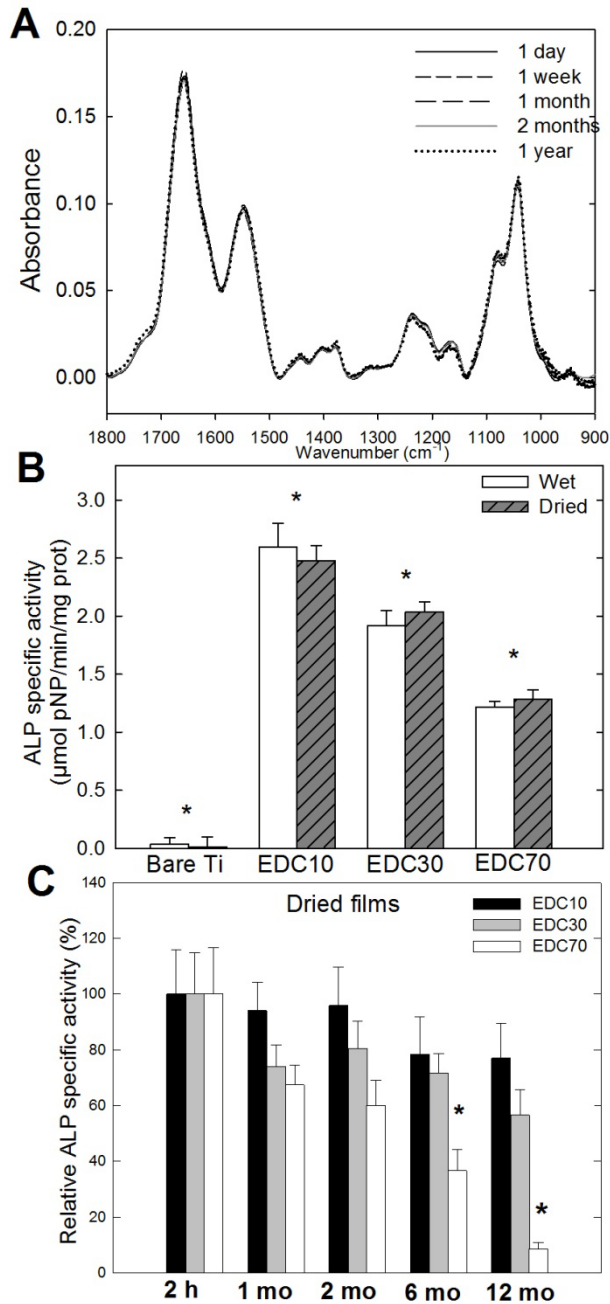 A
0.20
0.15
0.10
0.05
0.00
Absorbance
1 day
1 week
1 month
2 months
1 year
1800 1700 1600 1500 1400 1300 1200 1100 1000 900
Wavenumber (cm⁻¹)
B
3.0
2.5
2.0
1.5
1.0
0.5
0.0
ALP specific activity
(µmol pNP/min/mg prot)
Wet
Dried
* * * *
Bare Ti EDC10 EDC30 EDC70
C
140
120
100
80
60
40
20
0
Relative ALP specific activity (%)
Dried films
EDC10
EDC30
EDC70
*
*
2 h 1 mo 2 mo 6 mo 12 mo